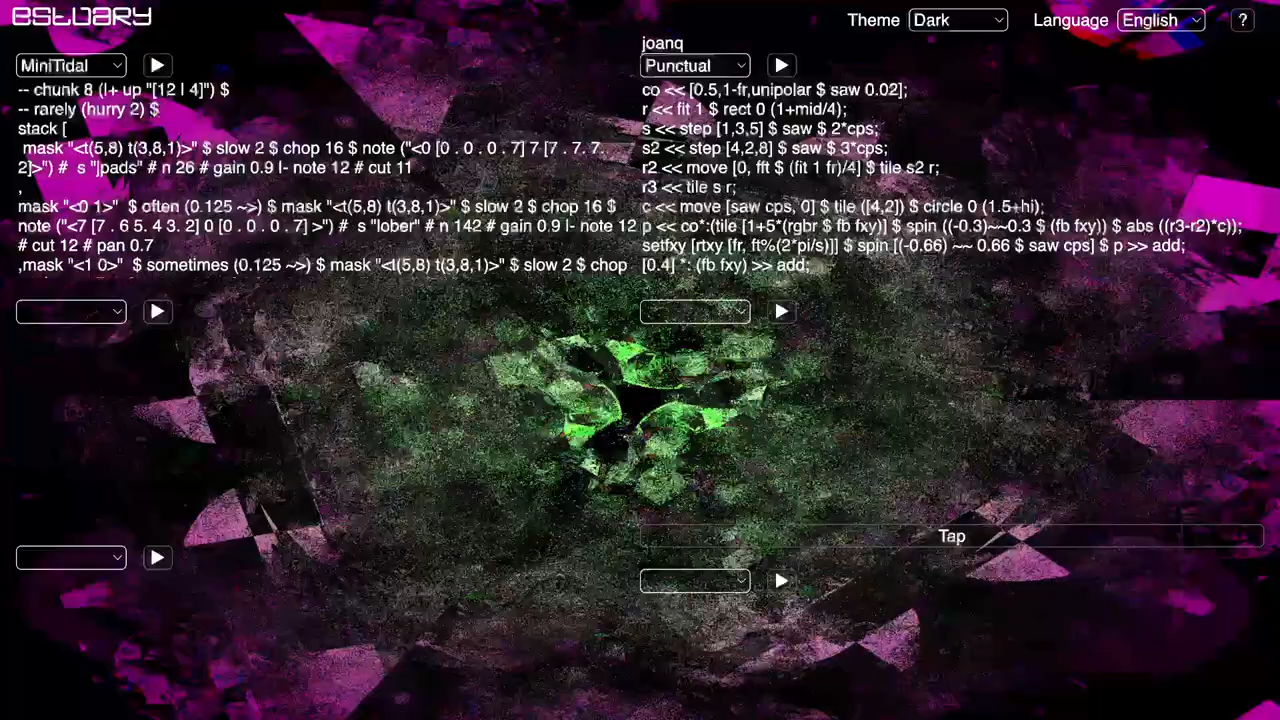 estuary
Theme Dark Language English ?
MiniTidal
-- chunk 8 (|+ up "[12 | 4]") $
-- rarely (hurry 2) $
stack [
mask "<t(5,8) t(3,8,1)>" $ slow 2 $ chop 16 $ note ("<0 [0 . 0 . 0 . 7] 7 [7 . 7. 7. .
2]>") # s "jpads" # n 26 # gain 0.9 |- note 12 # cut 11
,
mask "<0 1>" $ often (0.125 ~>) $ mask "<t(5,8) t(3,8,1)>" $ slow 2 $ chop 16 $
note ("<7 [7 . 6 5. 4 3. 2] 0 [0 . 0 . 0 . 7] >") # s "lober" # n 142 # gain 0.9 |- note 12
# cut 12 # pan 0.7
,mask "<1 0>" $ sometimes (0.125 ~>) $ mask "<t(5,8) t(3,8,1)>" $ slow 2 $ chop
joanq
Punctual
co << [0.5,1-fr,unipolar $ saw 0.02];
r << fit 1 $ rect 0 (1+mid/4);
s << step [1,3,5] $ saw $ 2*cps;
s2 << step [4,2,8] $ saw $ 3*cps;
r2 << move [0, fft $ (fit 1 fr)/4] $ tile s2 r;
r3 << tile s r;
c << move [saw cps, 0] $ tile ([4,2]) $ circle 0 (1.5+hi);
p << co*:(tile [1+5*(rgbr $ fb fxy)] $ spin ((-0.3)~~0.3 $ (fb fxy)) $ abs ((r3-r2)*c));
setfxy [rtxy [fr, ft%(2*pi/s)]] $ spin [(-0.66) ~~ 0.66 $ saw cps] $ p >> add;
[0.4] *: (fb fxy) >> add;
Tap